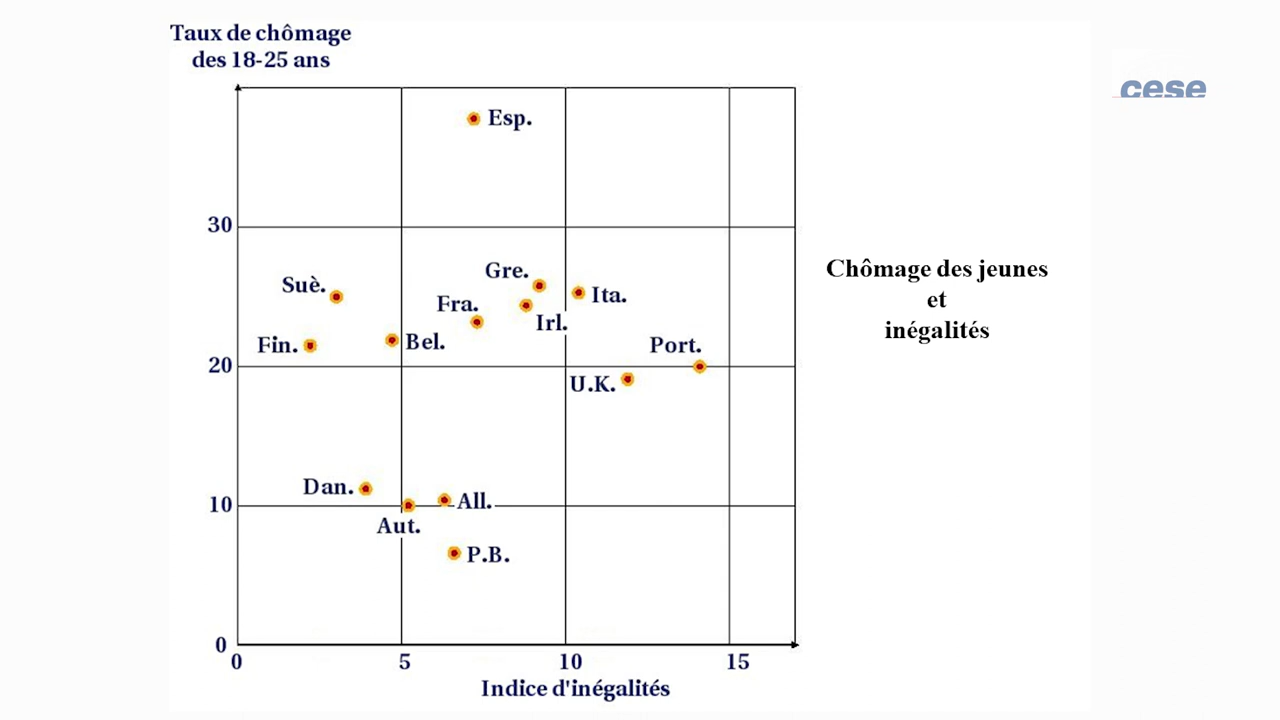 Taux de chômage
des 18-25 ans
cese
Esp.
30
Gre.
Suè.
Ita.
Fra.
Irl.
Fin.
Bel.
Port.
20
U.K.
Chômage des jeunes
et
inégalités
Dan.
All.
10
Aut.
P.B.
0
0 5 10 15
Indice d'inégalités